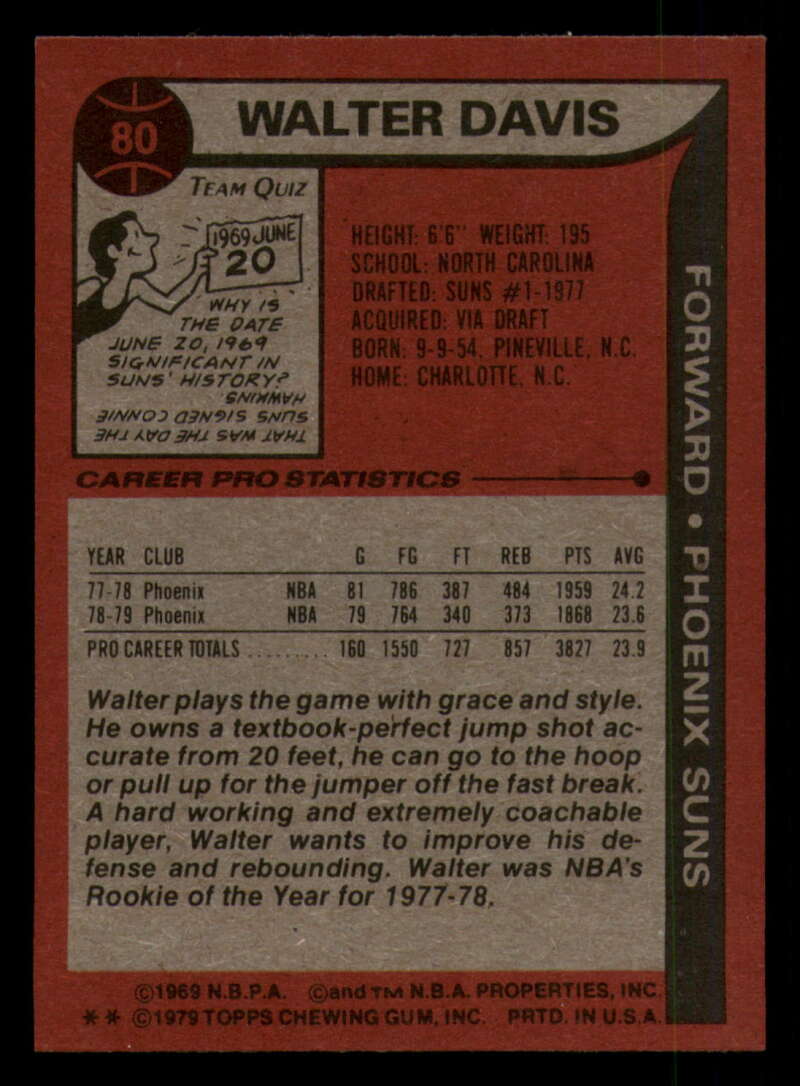 80
WALTER DAVIS
TEAM QUIZ
1969 JUNE
20
WHY IS
THE DATE
JUNE 20, 1969
SIGNIFICANT IN
SUNS' HISTORY?
THAT WAS THE DAY THE
SUNS SIGNED CONNIE
HAWKINS
HEIGHT: 6'6" WEIGHT: 195
SCHOOL: NORTH CAROLINA
DRAFTED: SUNS #1-1977
ACQUIRED: VIA DRAFT
BORN: 9-9-54, PINEVILLE, N.C.
HOME: CHARLOTTE, N.C.
FORWARD • PHOENIX SUNS
CAREER PRO STATISTICS
YEAR CLUB G FG FT REB PTS AVG
77-78 Phoenix NBA 81 786 387 484 1959 24.2
78-79 Phoenix NBA 79 764 340 373 1868 23.6
PRO CAREER TOTALS .......... 160 1550 727 857 3827 23.9
Walter plays the game with grace and style.
He owns a textbook-perfect jump shot ac-
curate from 20 feet, he can go to the hoop
or pull up for the jumper off the fast break.
A hard working and extremely coachable
player, Walter wants to improve his de-
fense and rebounding. Walter was NBA's
Rookie of the Year for 1977-78.
©1969 N.B.P.A. ©and TM N.B.A. PROPERTIES, INC.
** ©1979 TOPPS CHEWING GUM, INC. PRTD. IN U.S.A.